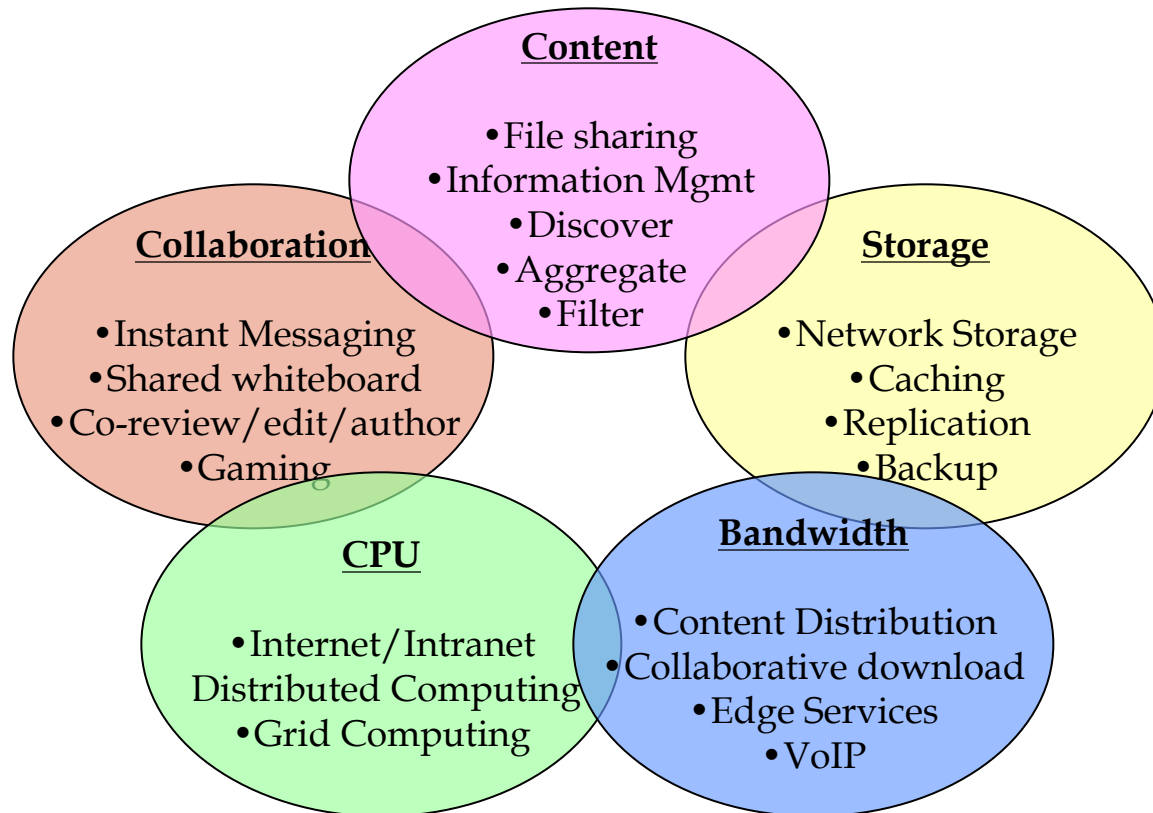 Content
•File sharing
•Information Mgmt
•Discover
•Aggregate
•Filter
Collaboration
•Instant Messaging
•Shared whiteboard
•Co-review/edit/author
•Gaming
Storage
•Network Storage
•Caching
•Replication
•Backup
CPU
•Internet/Intranet
Distributed Computing
•Grid Computing
Bandwidth
•Content Distribution
•Collaborative download
•Edge Services
•VoIP